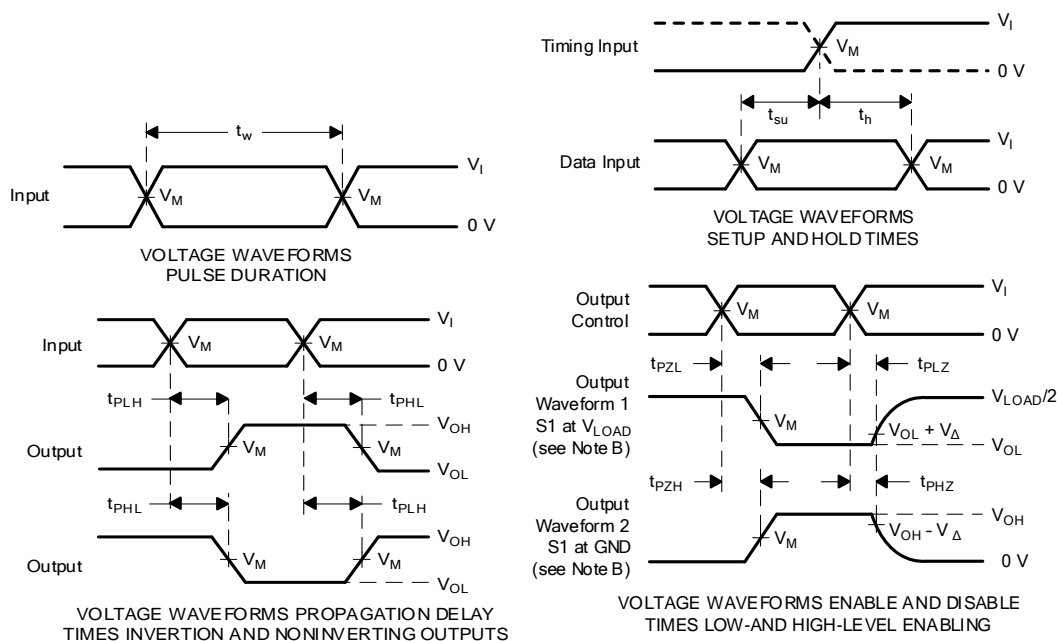 t_w
V_I
Input
V_M
V_M
0 V
VOLTAGE WAVEFORMS
PULSE DURATION
Timing Input
V_I
V_M
0 V
t_su
t_h
Data Input
V_I
V_M
V_M
0 V
VOLTAGE WAVEFORMS
SETUP AND HOLD TIMES
Input
V_I
V_M
V_M
0 V
t_PLH
t_PHL
Output
V_OH
V_M
V_M
V_OL
t_PHL
t_PLH
Output
V_OH
V_M
V_M
V_OL
VOLTAGE WAVEFORMS PROPAGATION DELAY
TIMES INVERTION AND NONINVERTING OUTPUTS
Output
Control
V_I
V_M
V_M
0 V
t_PZL
t_PLZ
Output
Waveform 1
S1 at V_LOAD
(see Note B)
V_LOAD/2
V_M
V_OL + V_Δ
V_OL
t_PZH
t_PHZ
Output
Waveform 2
S1 at GND
(see Note B)
V_OH
V_M
V_OH - V_Δ
0 V
VOLTAGE WAVEFORMS ENABLE AND DISABLE
TIMES LOW-AND HIGH-LEVEL ENABLING